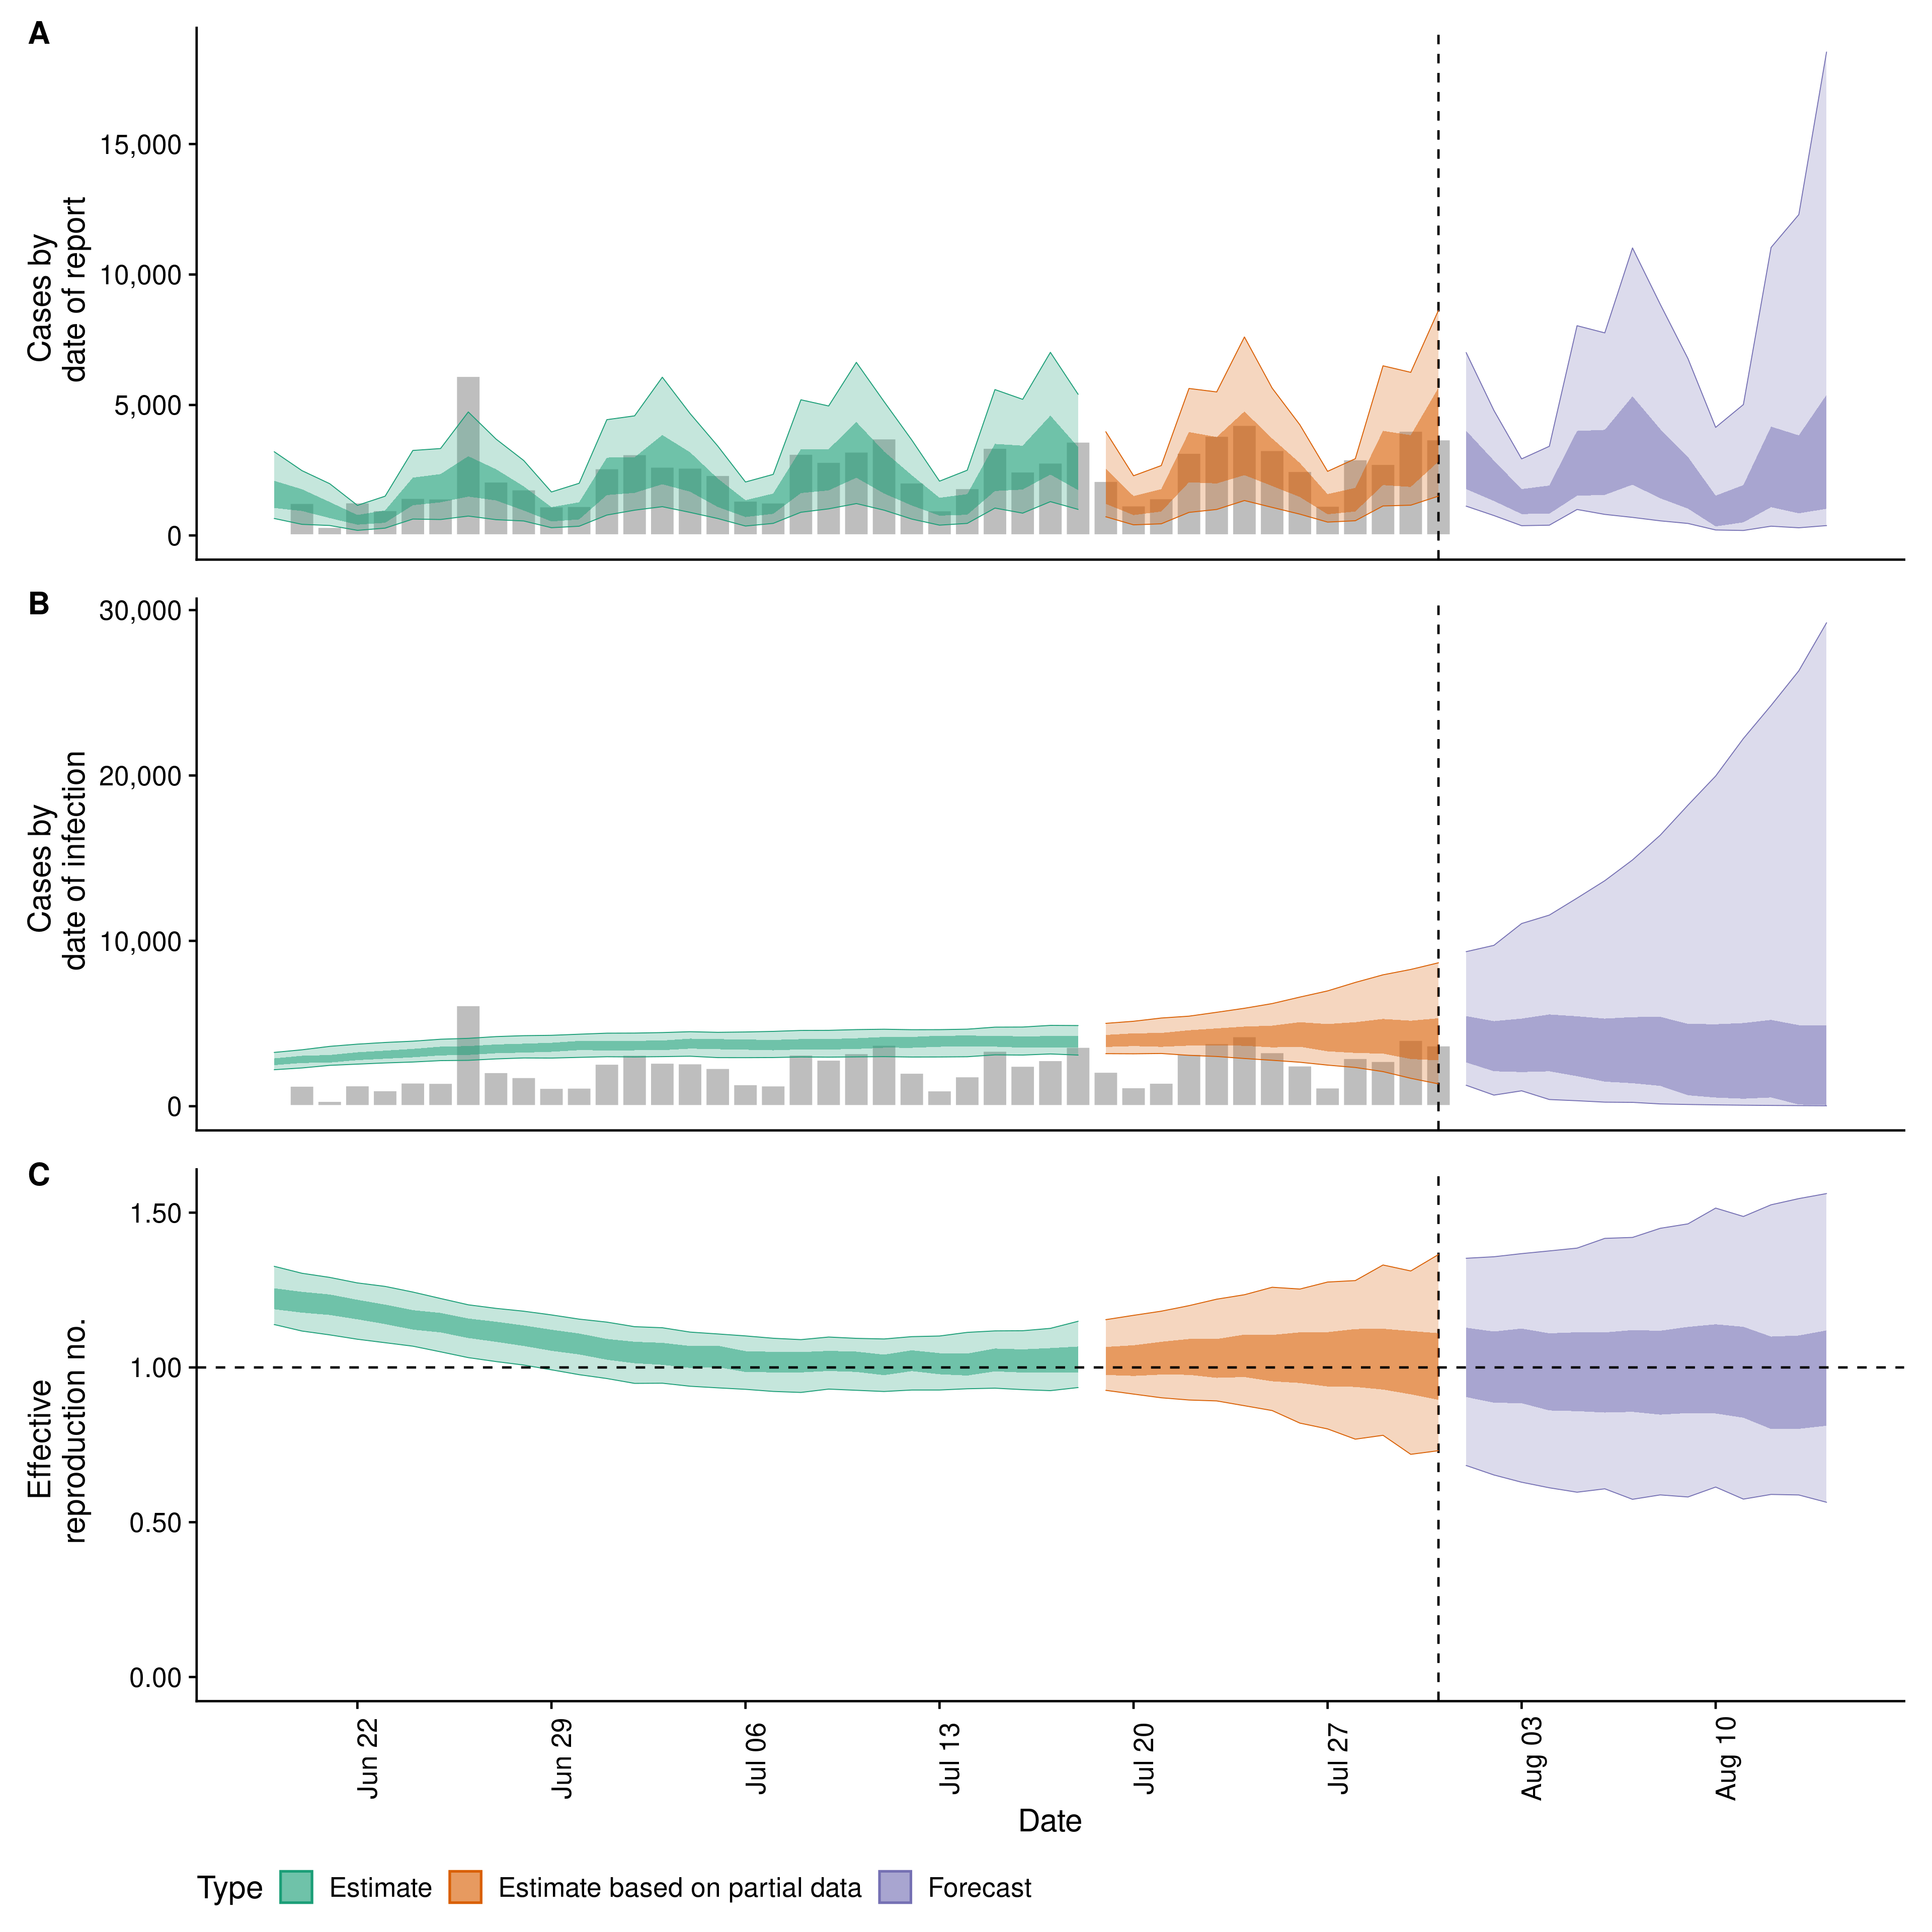 A
Cases by
date of report
15,000
10,000
5,000
0
B
Cases by
date of infection
30,000
20,000
10,000
0
C
Effective
reproduction no.
1.50
1.00
0.50
0.00
Jun 22
Jun 29
Jul 06
Jul 13
Jul 20
Jul 27
Aug 03
Aug 10
Date
Type Estimate Estimate based on partial data Forecast